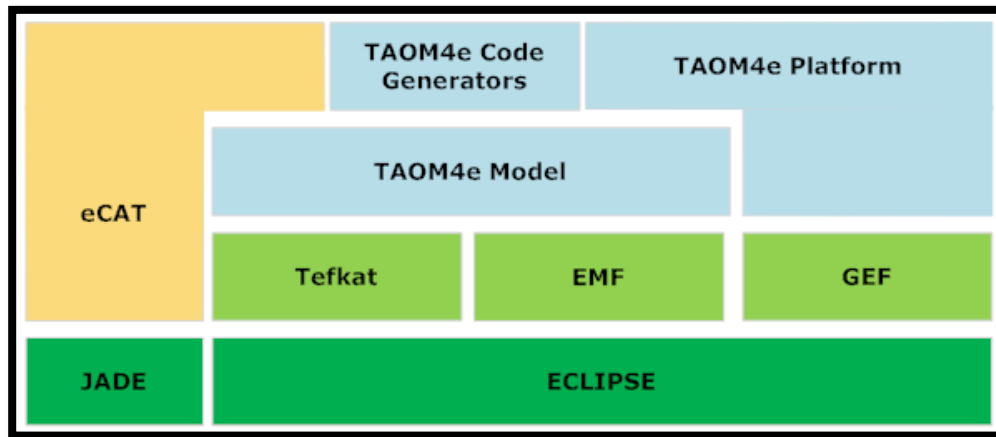 TAOM4e Code
Generators
TAOM4e Platform
TAOM4e Model
eCAT
Tefkat
EMF
GEF
JADE
ECLIPSE